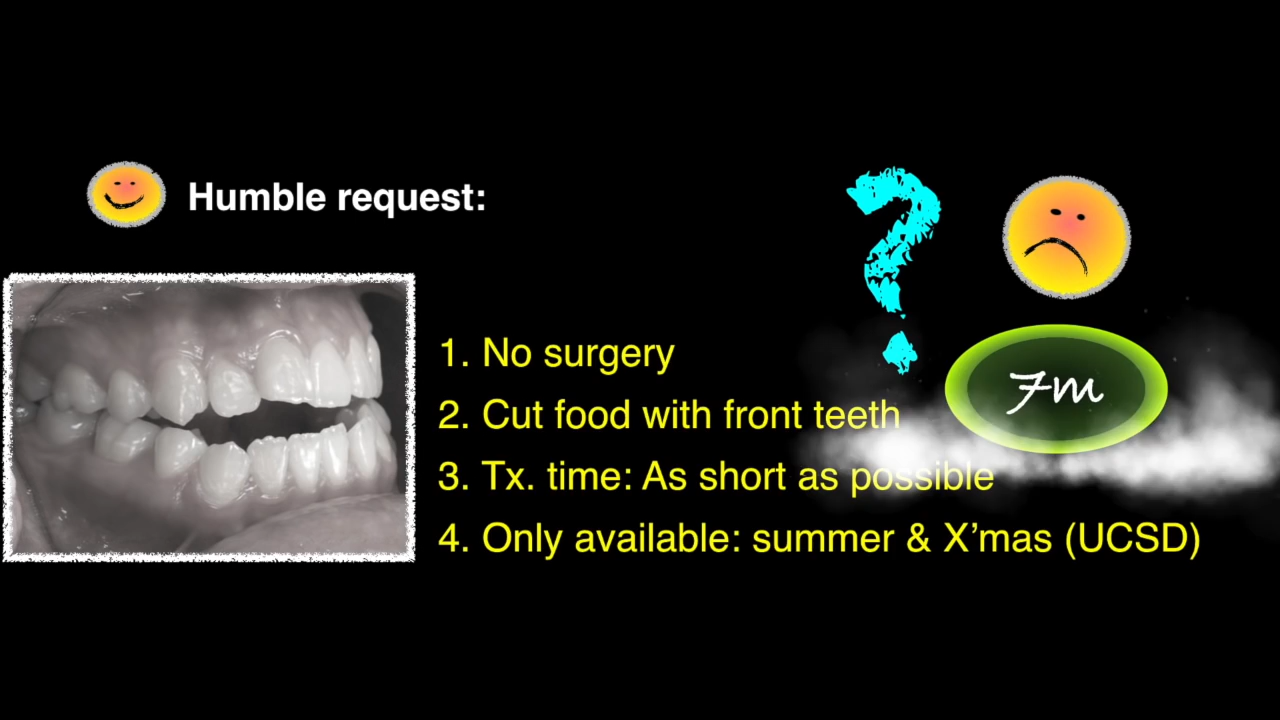 Humble request:
1. No surgery
2. Cut food with front teeth
3. Tx. time: As short as possible
4. Only available: summer & X’mas (UCSD)
?
7m